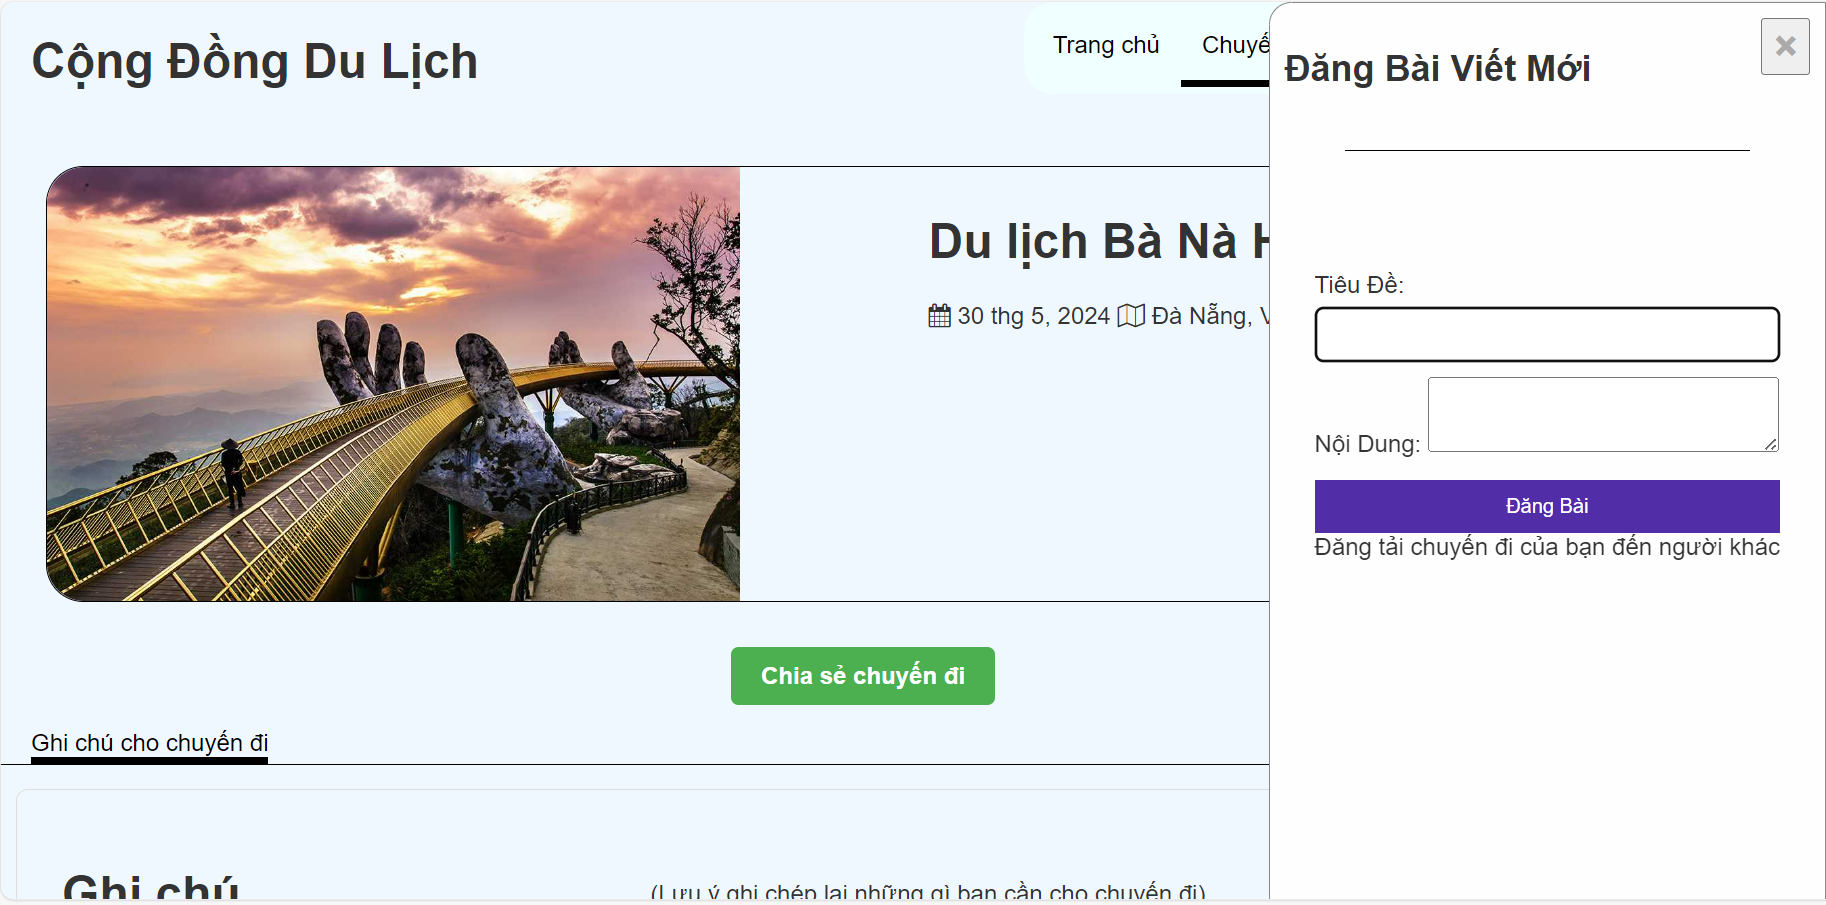 Cộng Đồng Du Lịch
Trang chủ
Đăng Bài Viết Mới
Du lịch Bà Nà
30 thg 5, 2024 Đà Nẵng,
Tiêu Đề:
Nội Dung:
Đăng Bài
Đăng tải chuyến đi của bạn đến người khác
Chia sẻ chuyến đi
Ghi chú cho chuyến đi
Ghi chú
(Lưu ý ghi chép lại những gì bạn cần cho chuyến đi)